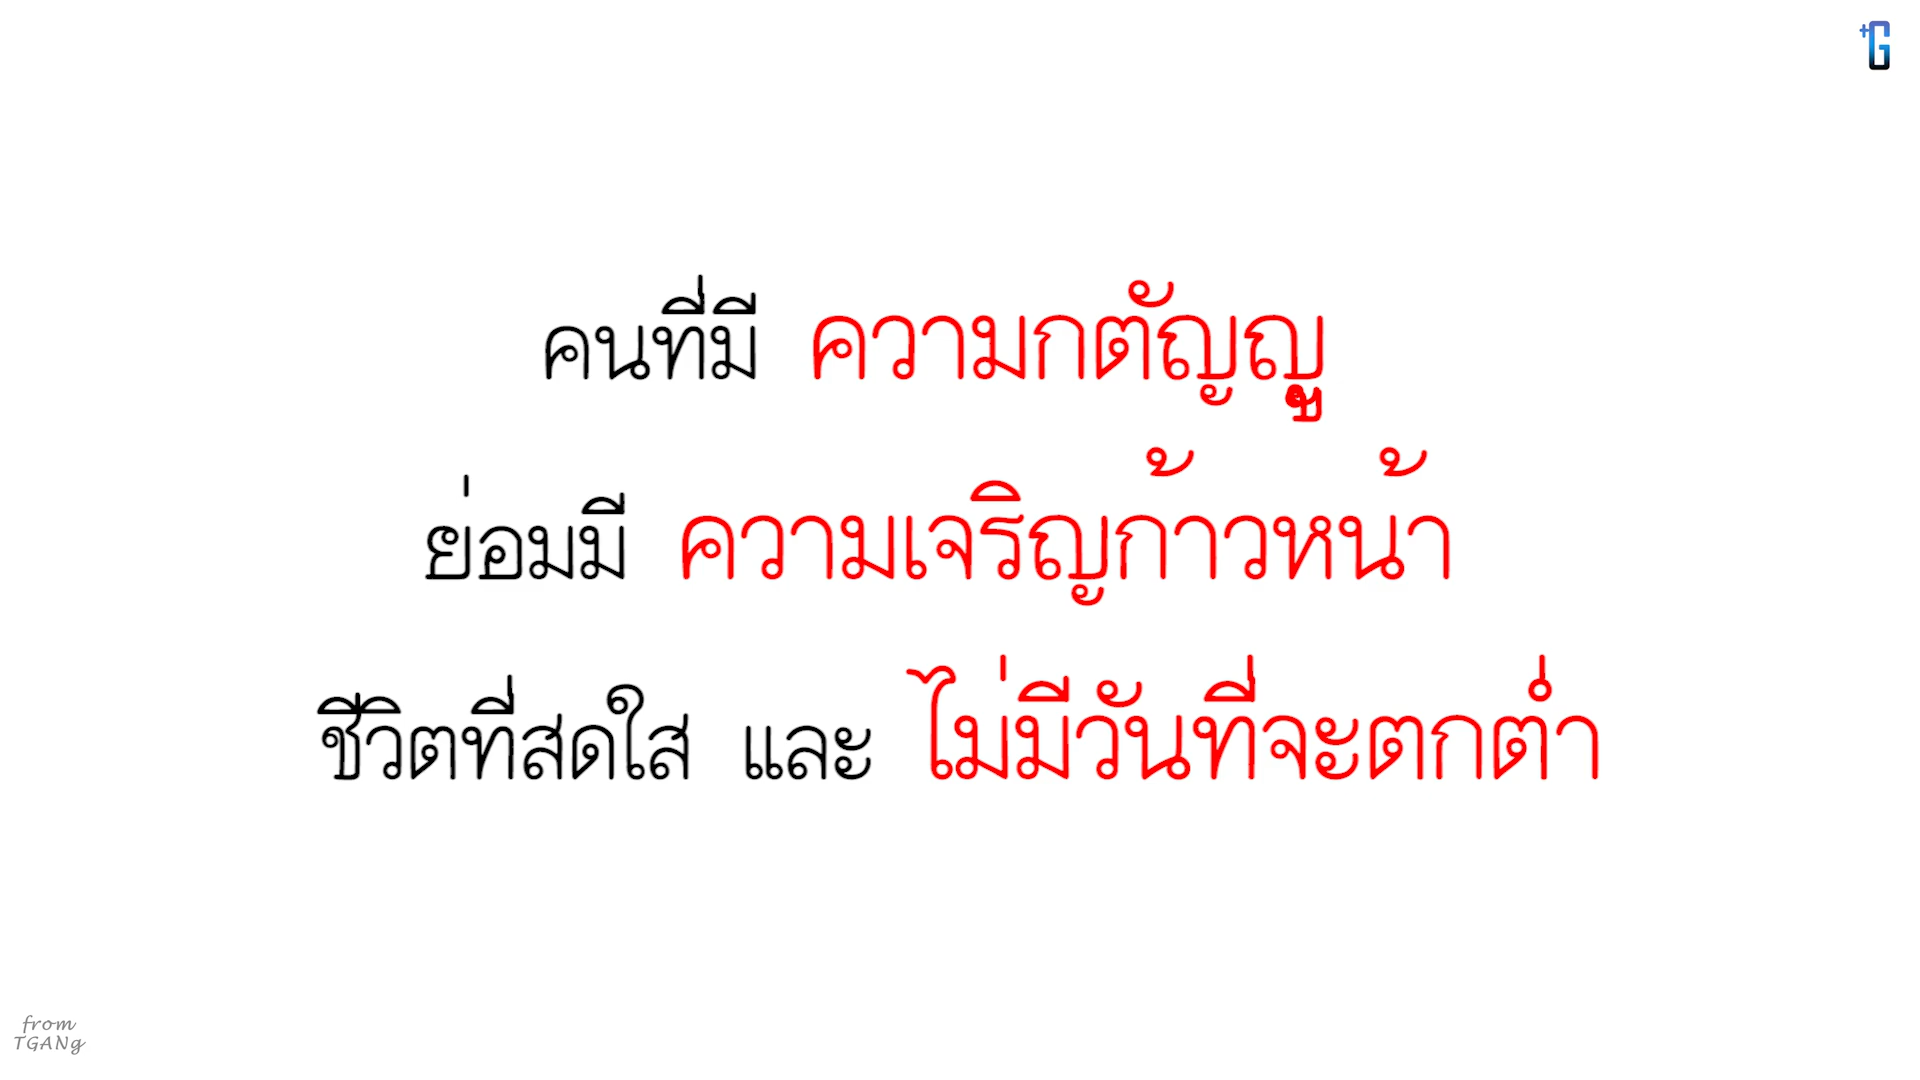 +G
คนที่มี ความกตัญญู
ย่อมมี ความเจริญก้าวหน้า
ชีวิตที่สดใส และ ไม่มีวันที่จะตกต่ำ
from
TGANg